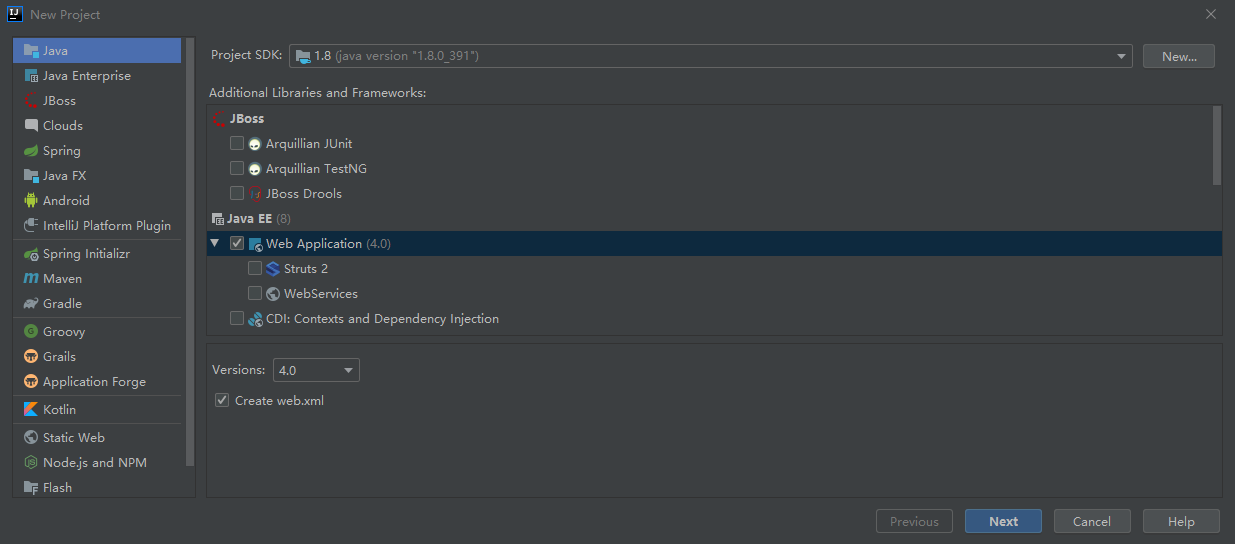 New Project
Java
Java Enterprise
JBoss
Clouds
Spring
Java FX
Android
IntelliJ Platform Plugin
Spring Initializr
Maven
Gradle
Groovy
Grails
Application Forge
Kotlin
Static Web
Node.js and NPM
Flash
Project SDK: 1.8 (java version "1.8.0_391") New...
Additional Libraries and Frameworks:
JBoss
Arquillian JUnit
Arquillian TestNG
JBoss Drools
Java EE (8)
Web Application (4.0)
Struts 2
WebServices
CDI: Contexts and Dependency Injection
Versions: 4.0
Create web.xml
Previous Next Cancel Help